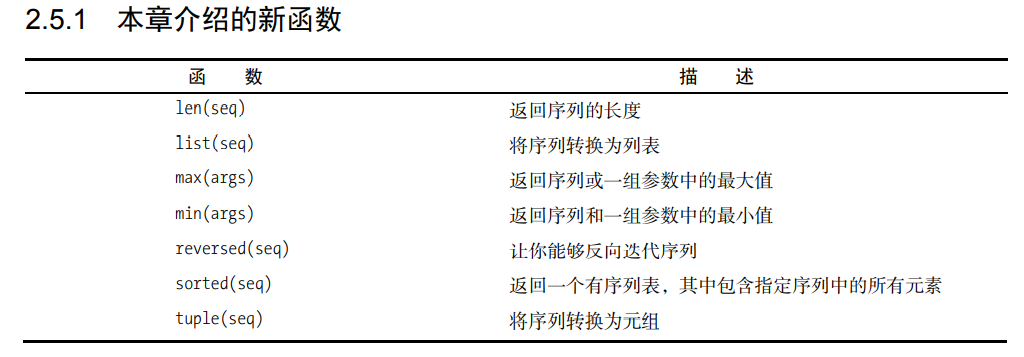 2.5.1 本章介绍的新函数
函 数 描 述
len(seq) 返回序列的长度
list(seq) 将序列转换为列表
max(args) 返回序列或一组参数中的最大值
min(args) 返回序列和一组参数中的最小值
reversed(seq) 让你能够反向迭代序列
sorted(seq) 返回一个有序列表，其中包含指定序列中的所有元素
tuple(seq) 将序列转换为元组